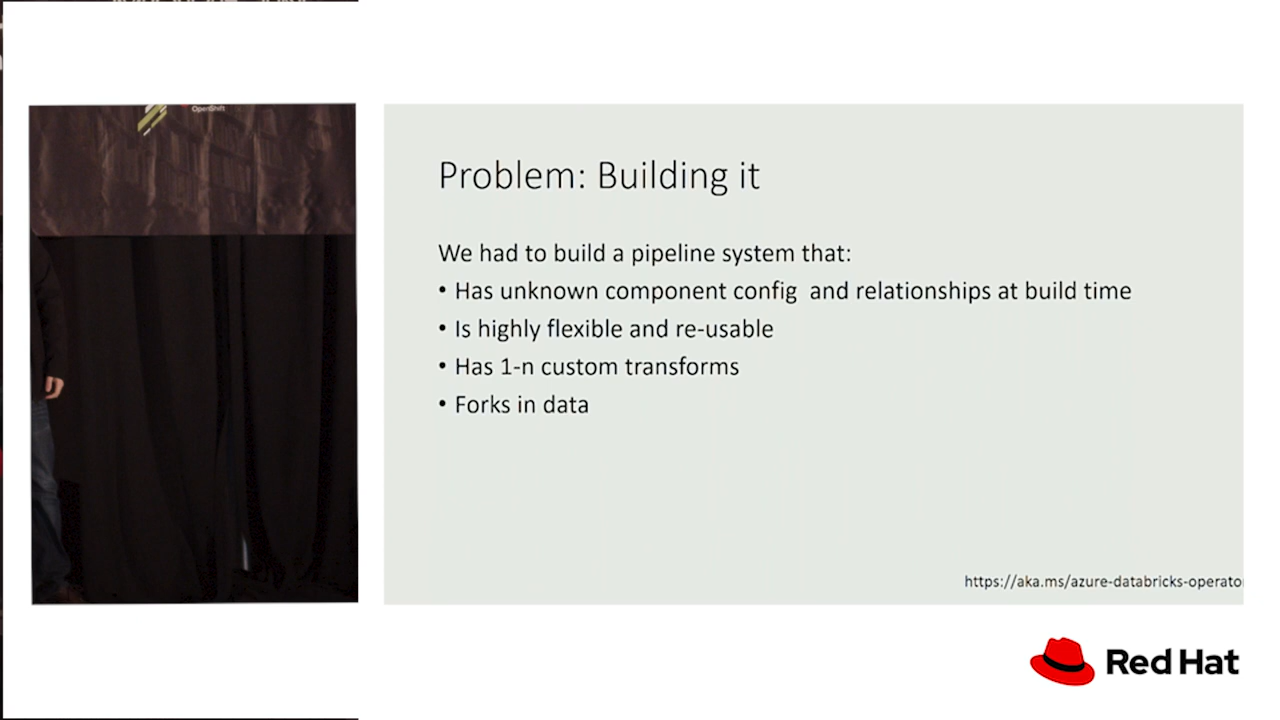 OpenShift
Problem: Building it
We had to build a pipeline system that:
• Has unknown component config and relationships at build time
• Is highly flexible and re-usable
• Has 1-n custom transforms
• Forks in data
https://aka.ms/azure-databricks-operato
Red Hat